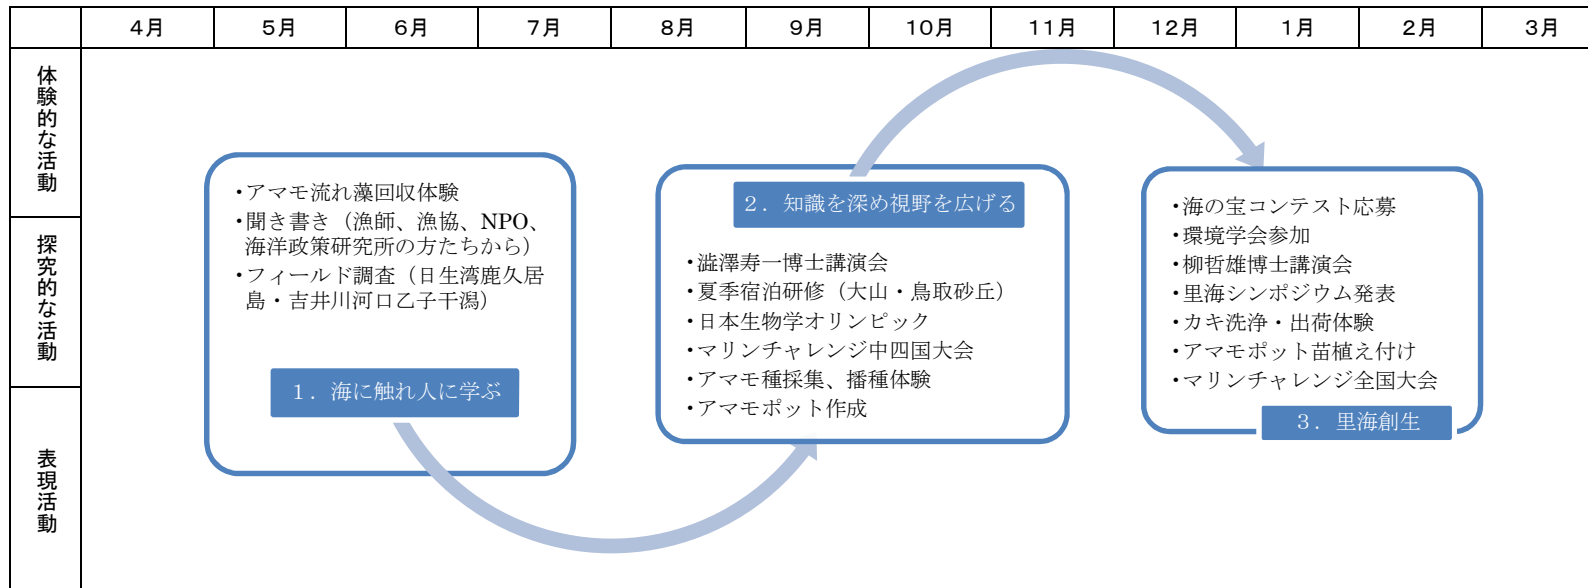 4月 5月 6月 7月 8月 9月 10月 11月 12月 1月 2月 3月
体験的な活動
探究的な活動
表現活動
・アマモ流れ藻回収体験
・聞き書き（漁師、漁協、NPO、
海洋政策研究所の方たちから）
・フィールド調査（日生湾鹿久居
島・吉井川河口乙子干潟）
１．海に触れ人に学ぶ
２．知識を深め視野を広げる
・澁澤寿一博士講演会
・夏季宿泊研修（大山・鳥取砂丘）
・日本生物学オリンピック
・マリンチャレンジ中四国大会
・アマモ種採集、播種体験
・アマモポット作成
・海の宝コンテスト応募
・環境学会参加
・柳哲雄博士講演会
・里海シンポジウム発表
・カキ洗浄・出荷体験
・アマモポット苗植え付け
・マリンチャレンジ全国大会
３．里海創生